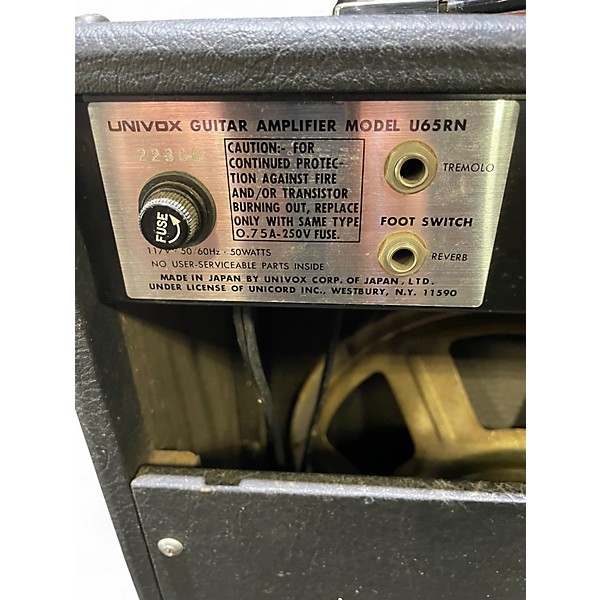 UNIVOX GUITAR AMPLIFIER MODEL U65RN
CAUTION:- FOR
CONTINUED PROTEC-
TION AGAINST FIRE
AND/OR TRANSISTOR
BURNING OUT, REPLACE
ONLY WITH SAME TYPE
0.75A-250V FUSE.
FUSE
TREMOLO
FOOT SWITCH
REVERB
117V · 50/60Hz · 50WATTS
NO USER-SERVICEABLE PARTS INSIDE
MADE IN JAPAN BY UNIVOX CORP. OF JAPAN, LTD.
UNDER LICENSE OF UNICORD INC., WESTBURY, N.Y. 11590